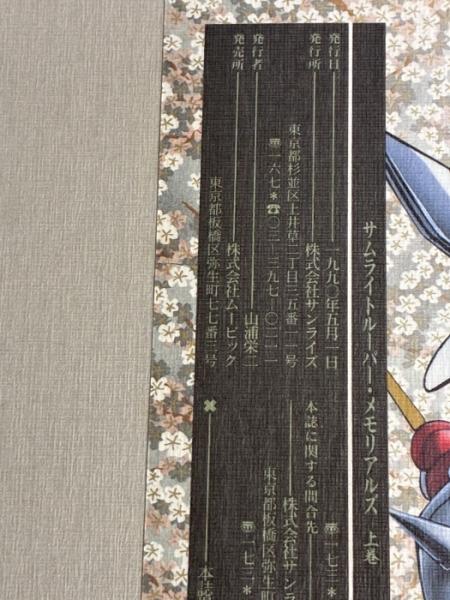 サムライトルーパー・メモリアルズ 上巻
発行日 一九九〇年五月一日
発行所 株式会社サンライズ
東京都杉並区上井草二丁目三五番一一号
〒一六七*☎〇三-三九七-〇二一一
発行者 山浦栄二
発売所 株式会社ムービック
東京都板橋区弥生町七七番三号
本誌に関する問合先
〒一七三*
株式会社サンライ
東京都板橋区弥生町
〒一七三*